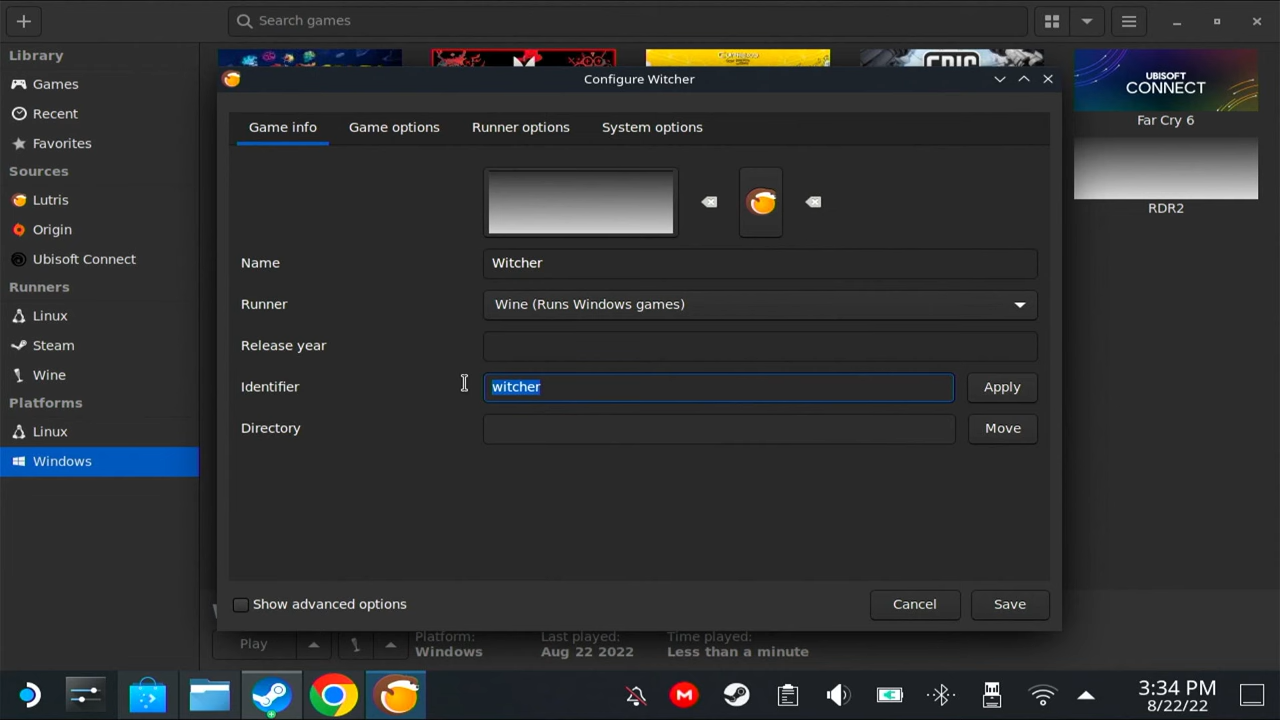 Search games
Library
Games
Recent
Favorites
Sources
Lutris
Origin
Ubisoft Connect
Runners
Linux
Steam
Wine
Platforms
Linux
Windows
Configure Witcher
Game info
Game options
Runner options
System options
Name
Witcher
Runner
Wine (Runs Windows games)
Release year
Identifier
witcher
Apply
Directory
Move
Show advanced options
Cancel
Save
UBISOFT
CONNECT
Far Cry 6
RDR2
Play
Platform:
Windows
Last played:
Aug 22 2022
Time played:
Less than a minute
3:34 PM
8/22/22